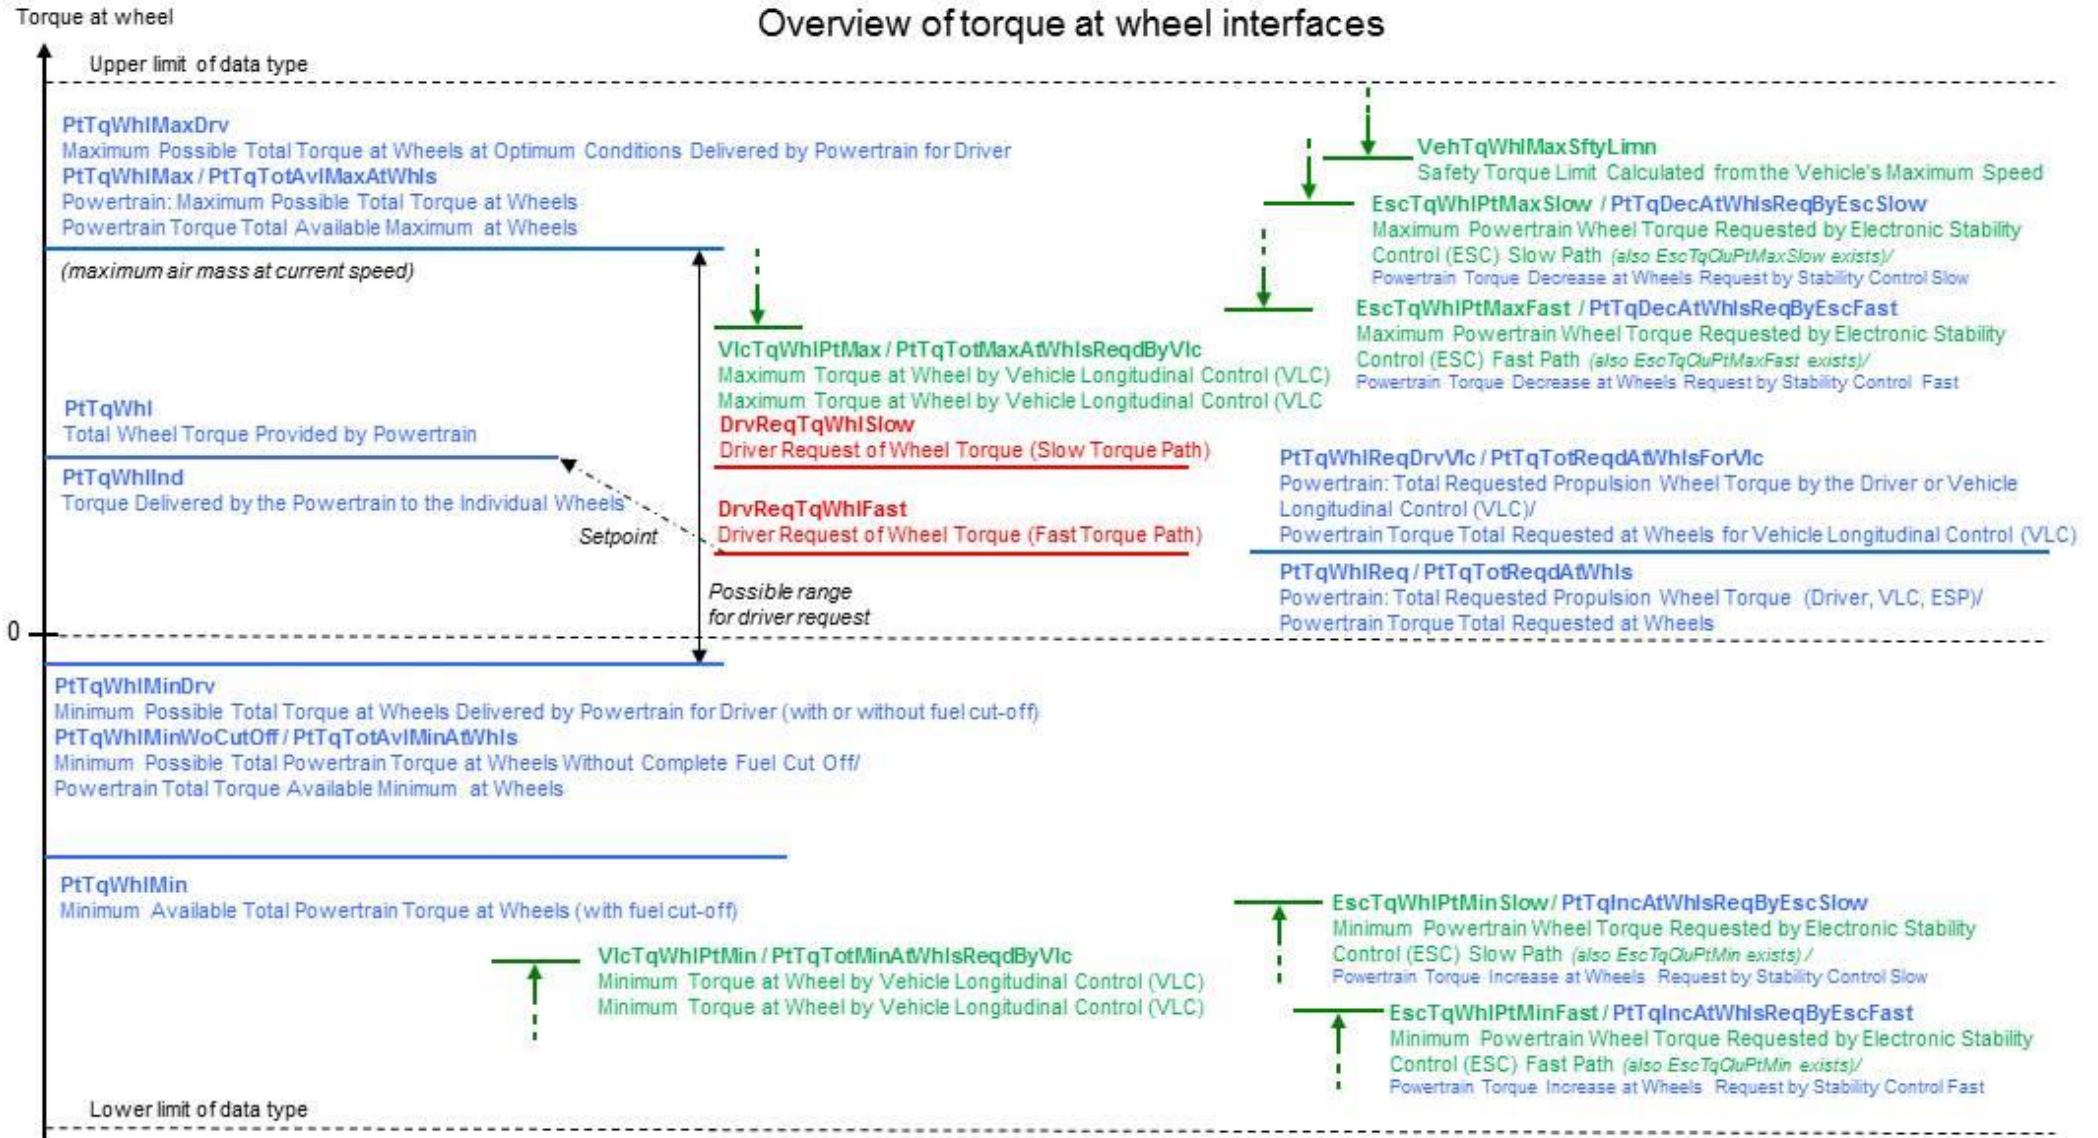 Overview of torque at wheel interfaces
Torque at wheel
Upper limit of data type
PtTqWhlMaxDrv
Maximum Possible Total Torque at Wheels at Optimum Conditions Delivered by Powertrain for Driver
PtTqWhlMax / PtTqTotAvlMaxAtWhls
Powertrain: Maximum Possible Total Torque at Wheels
Powertrain Torque Total Available Maximum at Wheels
(maximum air mass at current speed)
PtTqWhl
Total Wheel Torque Provided by Powertrain
PtTqWhlInd
Torque Delivered by the Powertrain to the Individual Wheels
Setpoint
VlcTqWhlPtMax / PtTqTotMaxAtWhlsReqdByVlc
Maximum Torque at Wheel by Vehicle Longitudinal Control (VLC)
Maximum Torque at Wheel by Vehicle Longitudinal Control (VLC
DrvReqTqWhlSlow
Driver Request of Wheel Torque (Slow Torque Path)
DrvReqTqWhlFast
Driver Request of Wheel Torque (Fast Torque Path)
Possible range
for driver request
VehTqWhlMaxSftyLimn
Safety Torque Limit Calculated from the Vehicle's Maximum Speed
EscTqWhlPtMaxSlow / PtTqDecAtWhlsReqByEscSlow
Maximum Powertrain Wheel Torque Requested by Electronic Stability
Control (ESC) Slow Path (also EscTqCluPtMaxSlow exists)/
Powertrain Torque Decrease at Wheels Request by Stability Control Slow
EscTqWhlPtMaxFast / PtTqDecAtWhlsReqByEscFast
Maximum Powertrain Wheel Torque Requested by Electronic Stability
Control (ESC) Fast Path (also EscTqCluPtMaxFast exists)/
Powertrain Torque Decrease at Wheels Request by Stability Control Fast
PtTqWhlReqDrvVlc / PtTqTotReqdAtWhlsForVlc
Powertrain: Total Requested Propulsion Wheel Torque by the Driver or Vehicle
Longitudinal Control (VLC)/
Powertrain Torque Total Requested at Wheels for Vehicle Longitudinal Control (VLC)
PtTqWhlReq / PtTqTotReqdAtWhls
Powertrain: Total Requested Propulsion Wheel Torque (Driver, VLC, ESP)/
Powertrain Torque Total Requested at Wheels
0
PtTqWhlMinDrv
Minimum Possible Total Torque at Wheels Delivered by Powertrain for Driver (with or without fuel cut-off)
PtTqWhlMinWoCutOff / PtTqTotAvlMinAtWhls
Minimum Possible Total Powertrain Torque at Wheels Without Complete Fuel Cut Off/
Powertrain Total Torque Available Minimum at Wheels
PtTqWhlMin
Minimum Available Total Powertrain Torque at Wheels (with fuel cut-off)
VlcTqWhlPtMin / PtTqTotMinAtWhlsReqdByVlc
Minimum Torque at Wheel by Vehicle Longitudinal Control (VLC)
Minimum Torque at Wheel by Vehicle Longitudinal Control (VLC)
EscTqWhlPtMinSlow / PtTqIncAtWhlsReqByEscSlow
Minimum Powertrain Wheel Torque Requested by Electronic Stability
Control (ESC) Slow Path (also EscTqCluPtMin exists) /
Powertrain Torque Increase at Wheels Request by Stability Control Slow
EscTqWhlPtMinFast / PtTqIncAtWhlsReqByEscFast
Minimum Powertrain Wheel Torque Requested by Electronic Stability
Control (ESC) Fast Path (also EscTqCluPtMin exists)/
Powertrain Torque Increase at Wheels Request by Stability Control Fast
Lower limit of data type